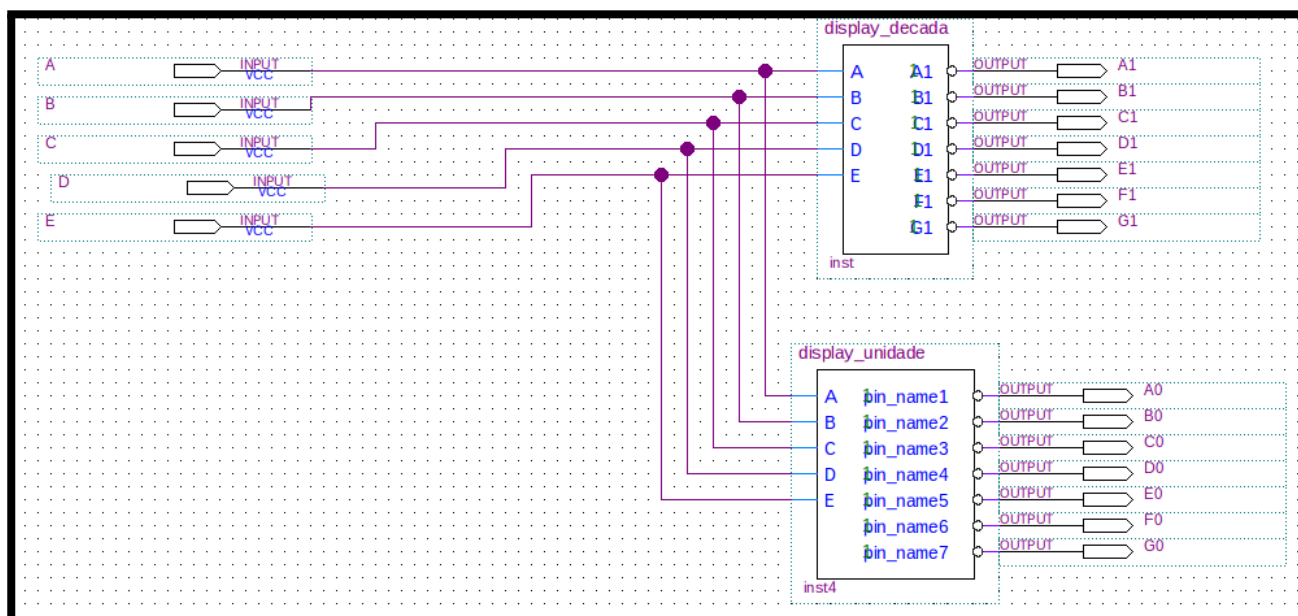 display_decada
A INPUT VCC
A A1 OUTPUT A1
B INPUT VCC
B B1 OUTPUT B1
C INPUT VCC
C C1 OUTPUT C1
D INPUT VCC
D D1 OUTPUT D1
E INPUT VCC
E E1 OUTPUT E1
F1 OUTPUT F1
G1 OUTPUT G1
inst
display_unidade
A pin_name1 OUTPUT A0
B pin_name2 OUTPUT B0
C pin_name3 OUTPUT C0
D pin_name4 OUTPUT D0
E pin_name5 OUTPUT E0
pin_name6 OUTPUT F0
pin_name7 OUTPUT G0
inst4